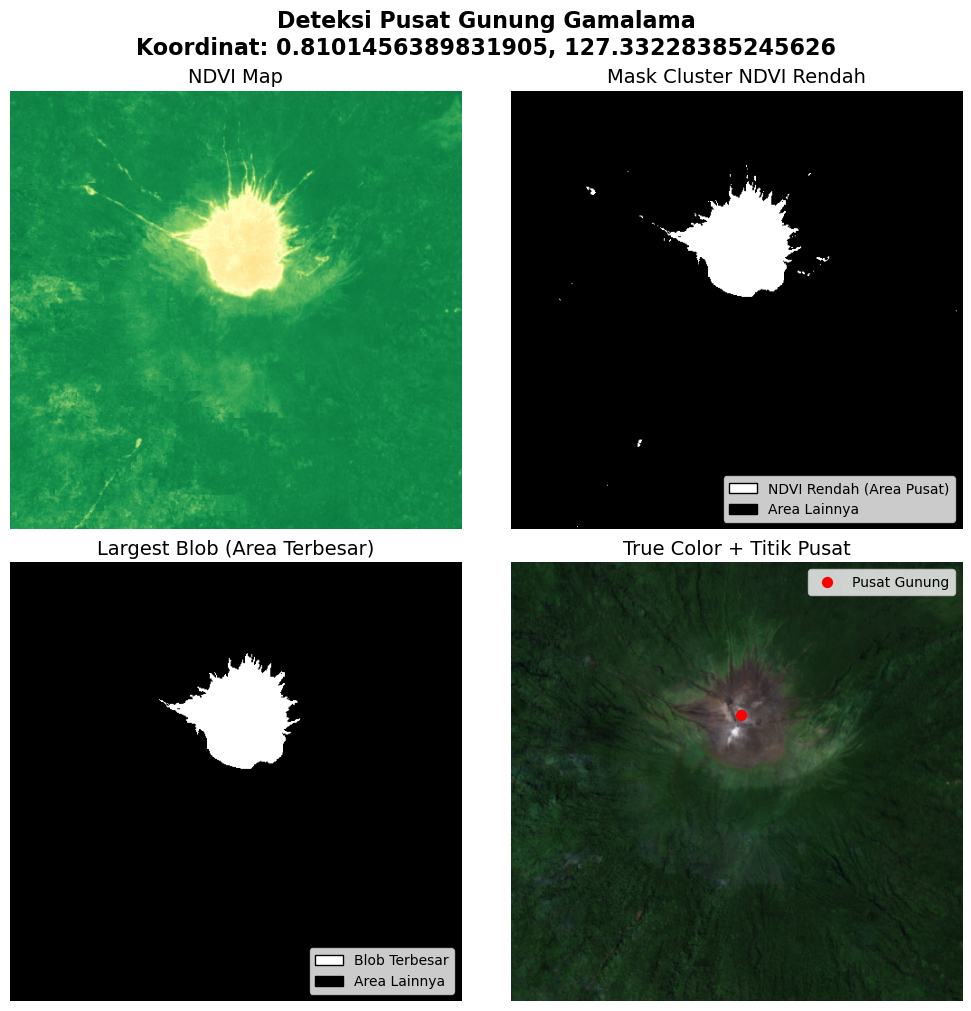 Deteksi Pusat Gunung Gamalama
Koordinat: 0.8101456389831905, 127.33228385245626
NDVI Map
Mask Cluster NDVI Rendah
NDVI Rendah (Area Pusat)
Area Lainnya
Largest Blob (Area Terbesar)
True Color + Titik Pusat
Pusat Gunung
Blob Terbesar
Area Lainnya